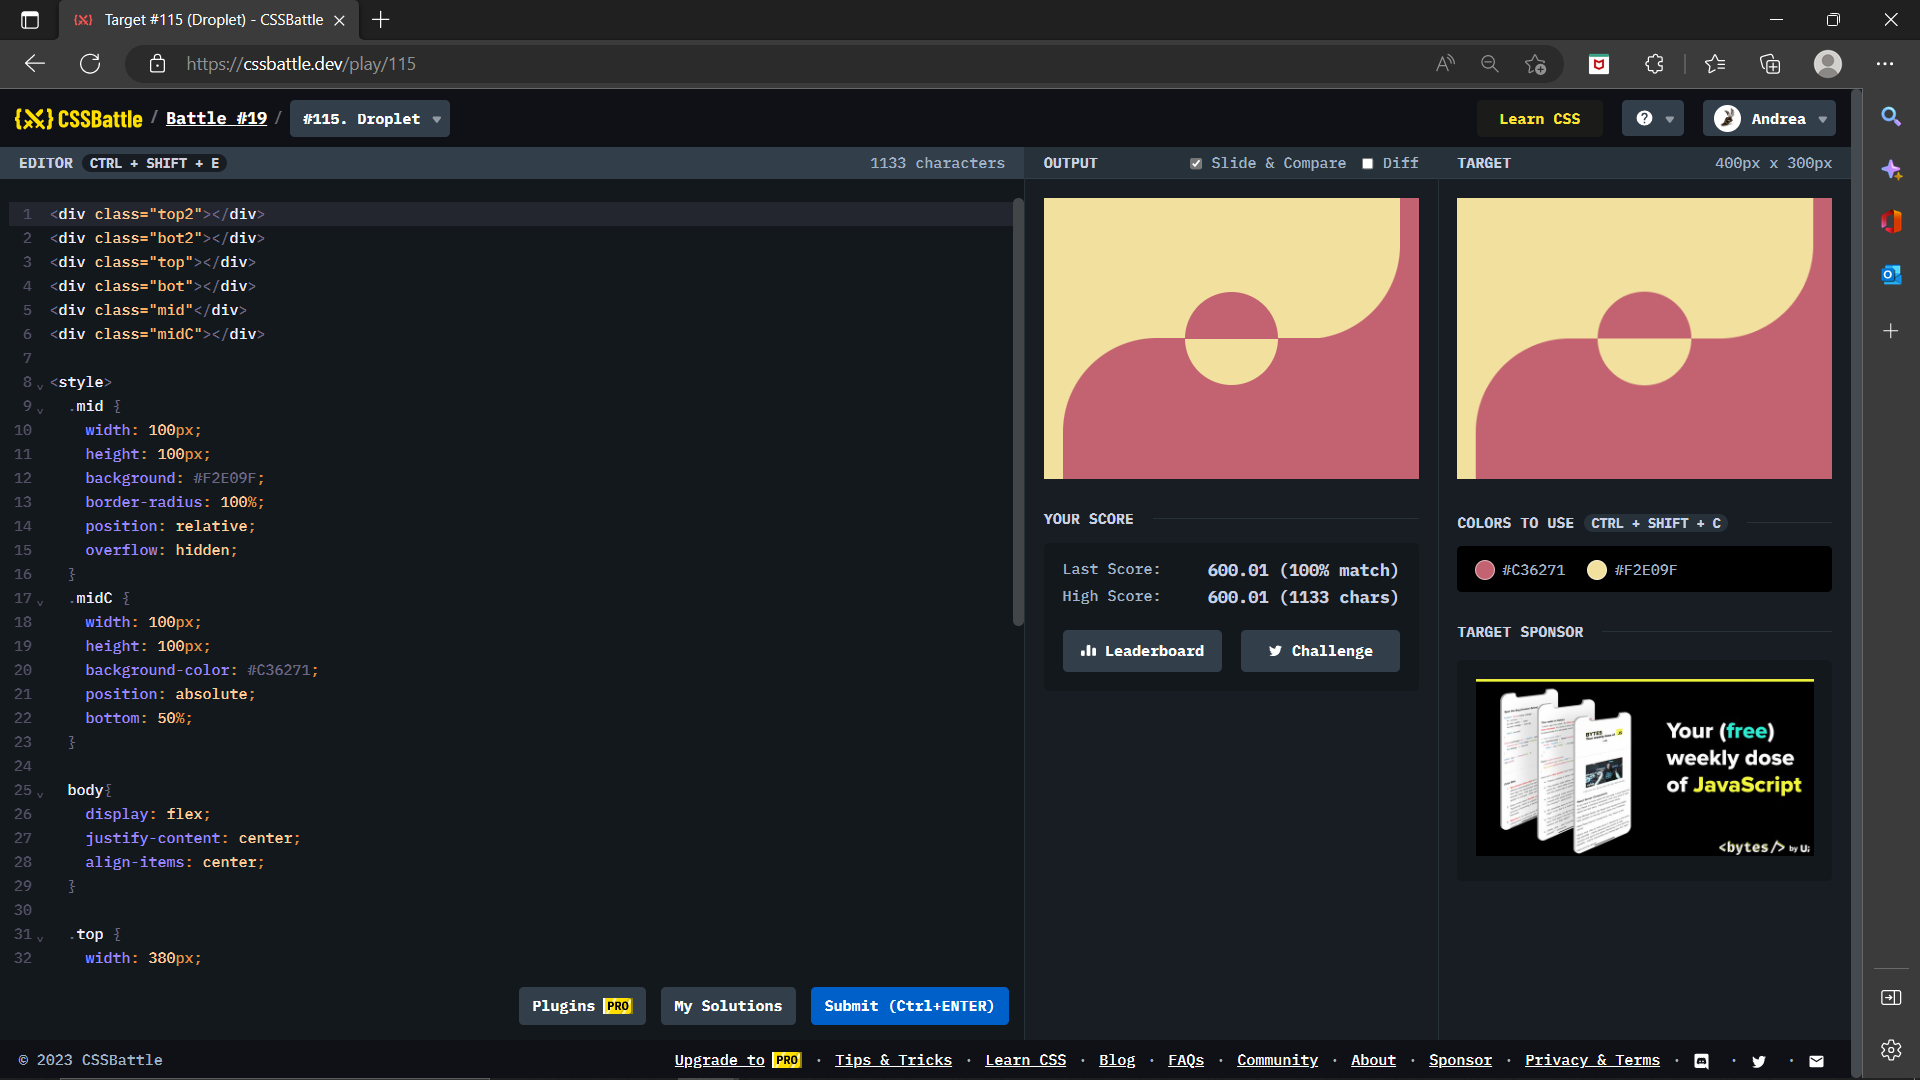 Target #115 (Droplet) - CSSBattle
https://cssbattle.dev/play/115
CSSBattle / Battle #19 / #115. Droplet
Learn CSS
Andrea
EDITOR CTRL + SHIFT + E 1133 characters
OUTPUT Slide & Compare Diff
TARGET 400px x 300px
1 <div class="top2"></div>
2 <div class="bot2"></div>
3 <div class="top"></div>
4 <div class="bot"></div>
5 <div class="mid"</div>
6 <div class="midC"></div>
7
8 <style>
9 .mid {
10 width: 100px;
11 height: 100px;
12 background: #F2E09F;
13 border-radius: 100%;
14 position: relative;
15 overflow: hidden;
16 }
17 .midC {
18 width: 100px;
19 height: 100px;
20 background-color: #C36271;
21 position: absolute;
22 bottom: 50%;
23 }
24
25 body{
26 display: flex;
27 justify-content: center;
28 align-items: center;
29 }
30
31 .top {
32 width: 380px;
Plugins PRO
My Solutions
Submit (Ctrl+ENTER)
YOUR SCORE
Last Score: 600.01 (100% match)
High Score: 600.01 (1133 chars)
Leaderboard
Challenge
COLORS TO USE CTRL + SHIFT + C
#C36271 #F2E09F
TARGET SPONSOR
Your (free)
weekly dose
of JavaScript
<bytes/> by ui
© 2023 CSSBattle
Upgrade to PRO · Tips & Tricks · Learn CSS · Blog · FAQs · Community · About · Sponsor · Privacy & Terms